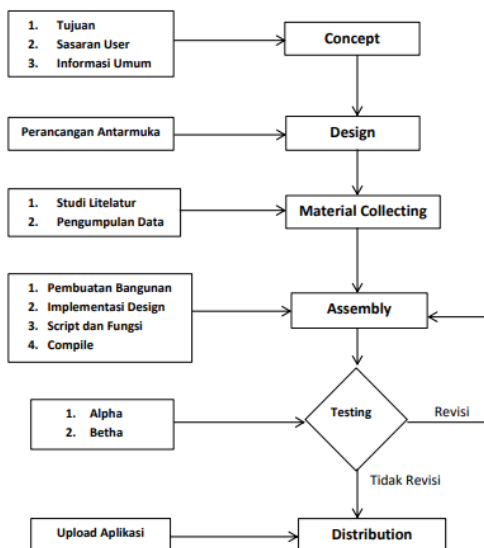 1. Tujuan
2. Sasaran User
3. Informasi Umum
Concept
Perancangan Antarmuka
Design
1. Studi Litelatur
2. Pengumpulan Data
Material Collecting
1. Pembuatan Bangunan
2. Implementasi Design
3. Script dan Fungsi
4. Compile
Assembly
1. Alpha
2. Betha
Testing
Revisi
Tidak Revisi
Upload Aplikasi
Distribution